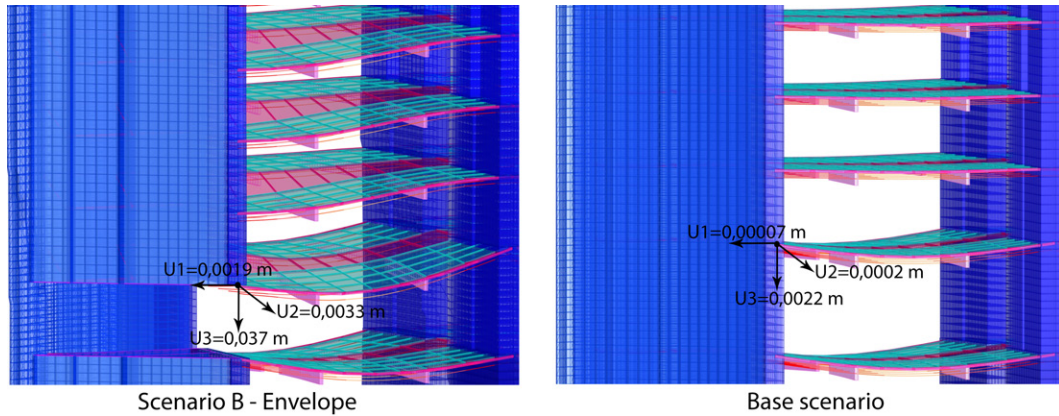 U1=0,0019 m
U2=0,0033 m
U3=0,037 m
Scenario B - Envelope
U1=0,00007 m
U2=0,0002 m
U3=0,0022 m
Base scenario